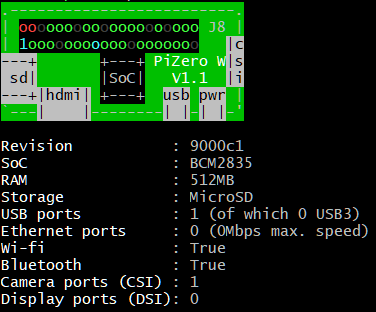 .-------------------------.
| oooooooooooooooooooo J8 |
| 1ooooooooooooooooooo   |c
---+       +---+ PiZero W|s
 sd|       |SoC|  V1.1   |i
---+|hdmi| +---+ usb pwr |
`---|    |-------| |-| |-'
Revision           : 9000c1
SoC                : BCM2835
RAM                : 512MB
Storage            : MicroSD
USB ports          : 1 (of which 0 USB3)
Ethernet ports     : 0 (0Mbps max. speed)
Wi-fi              : True
Bluetooth          : True
Camera ports (CSI) : 1
Display ports (DSI): 0